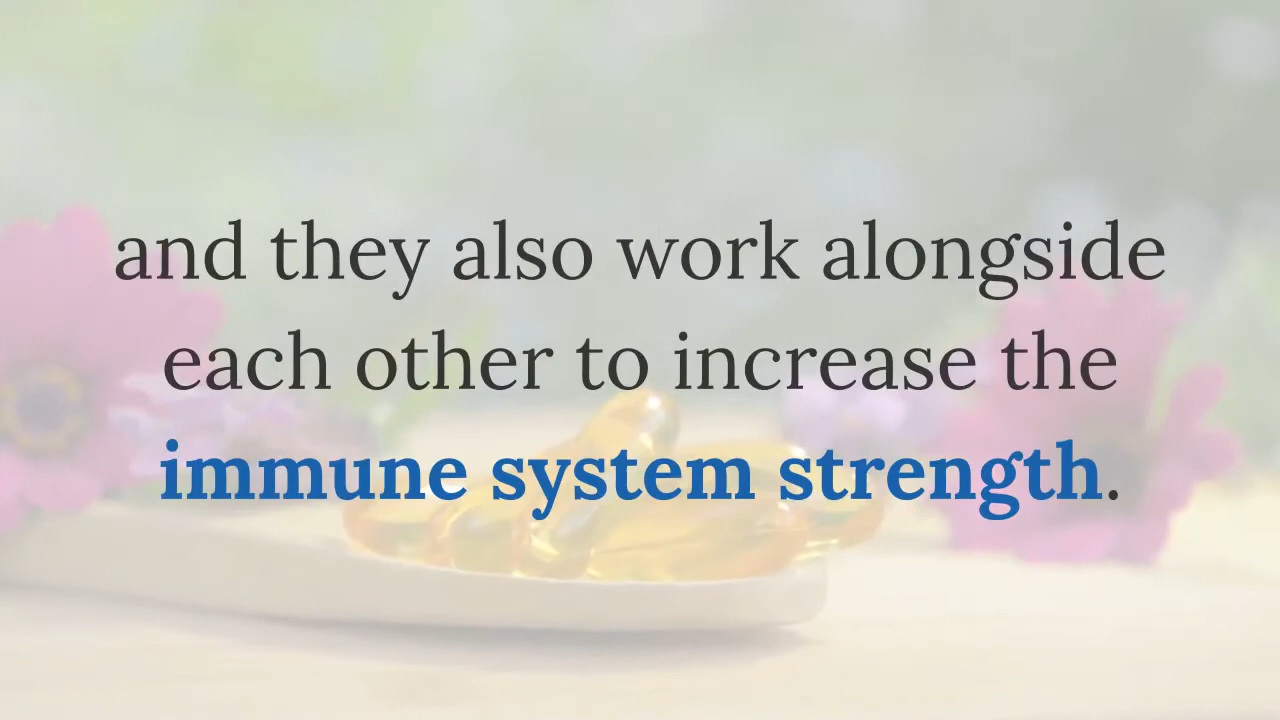 and they also work alongside
each other to increase the
immune system strength.